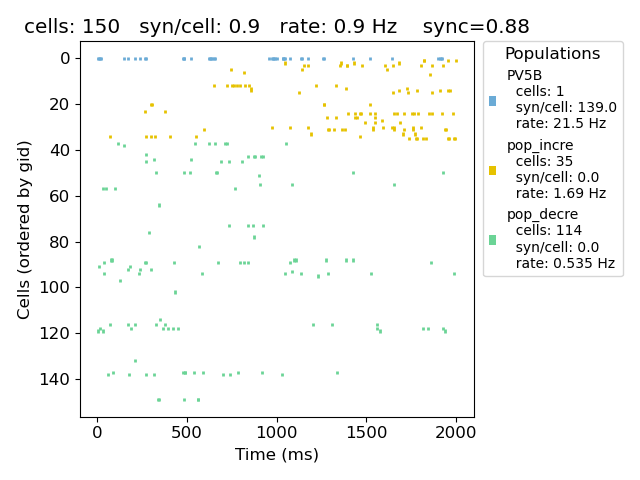 cells: 150   syn/cell: 0.9   rate: 0.9 Hz    sync=0.88
Populations
PV5B
cells: 1
syn/cell: 139.0
rate: 21.5 Hz
pop_incre
cells: 35
syn/cell: 0.0
rate: 1.69 Hz
pop_decre
cells: 114
syn/cell: 0.0
rate: 0.535 Hz
Cells (ordered by gid)
0
20
40
60
80
100
120
140
0
500
1000
1500
2000
Time (ms)